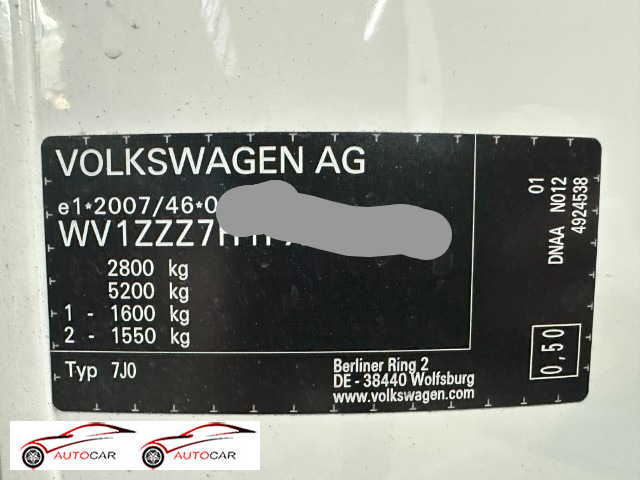 VOLKSWAGEN AG
e1*2007/46*0
WV1ZZZ7
2800 kg
5200 kg
1 - 1600 kg
2 - 1550 kg
Typ 7J0
Berliner Ring 2
DE - 38440 Wolfsburg
www.volkswagen.com
01
DNAA N012
4924538
0,50
AUTOCAR
AUTOCAR